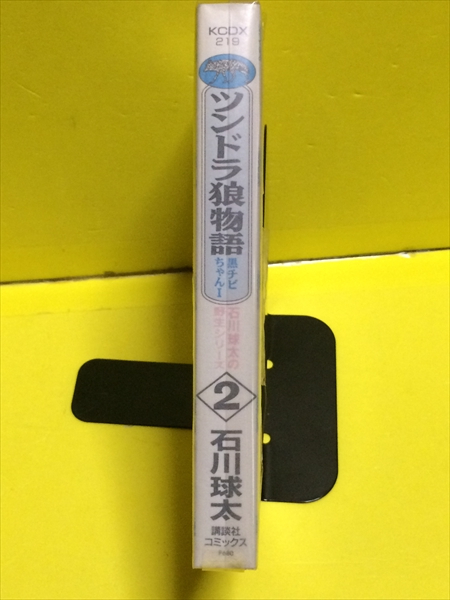 KCDX
219
ツンドラ狼物語
黒チビ
ちゃんI
石川球太の
野生シリーズ
2
石川球太
講談社
コミックス